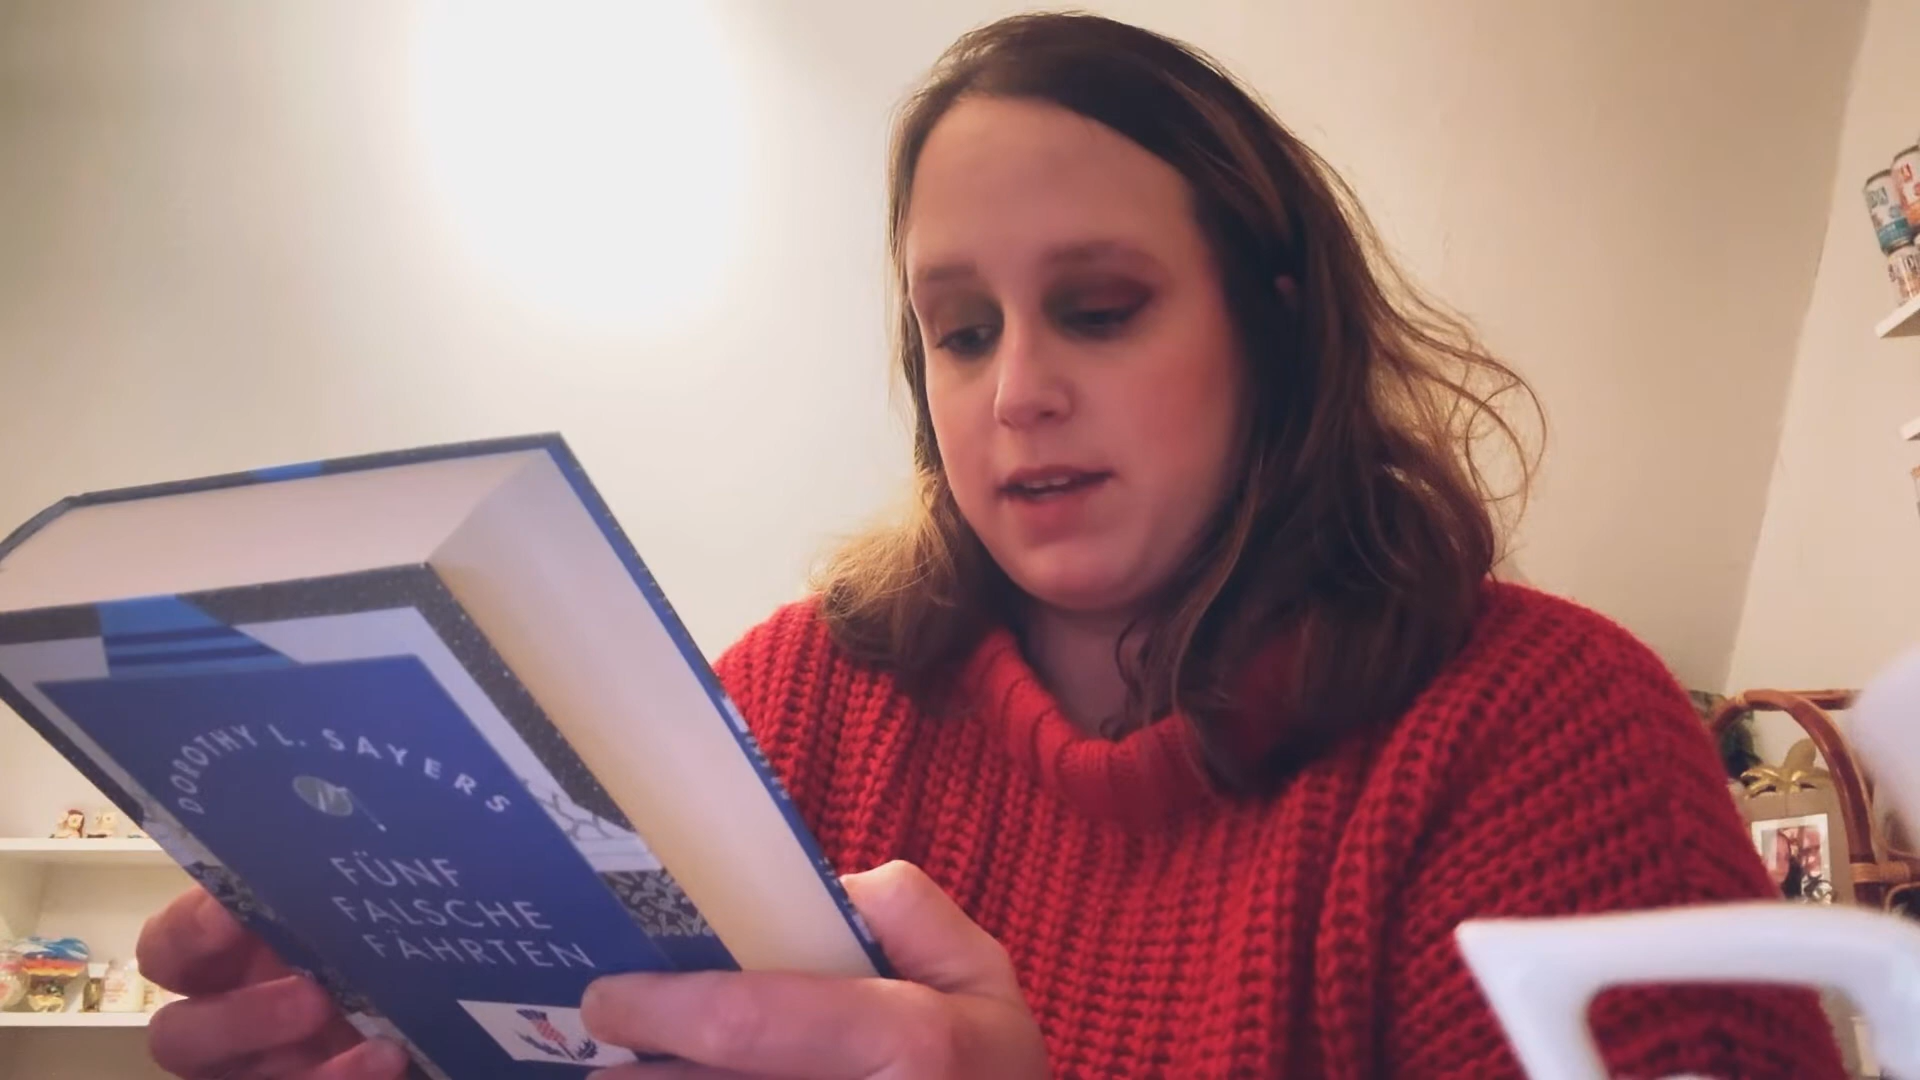 DOROTHY L. SAYERS
FÜNF
FALSCHE
FÄHRTEN